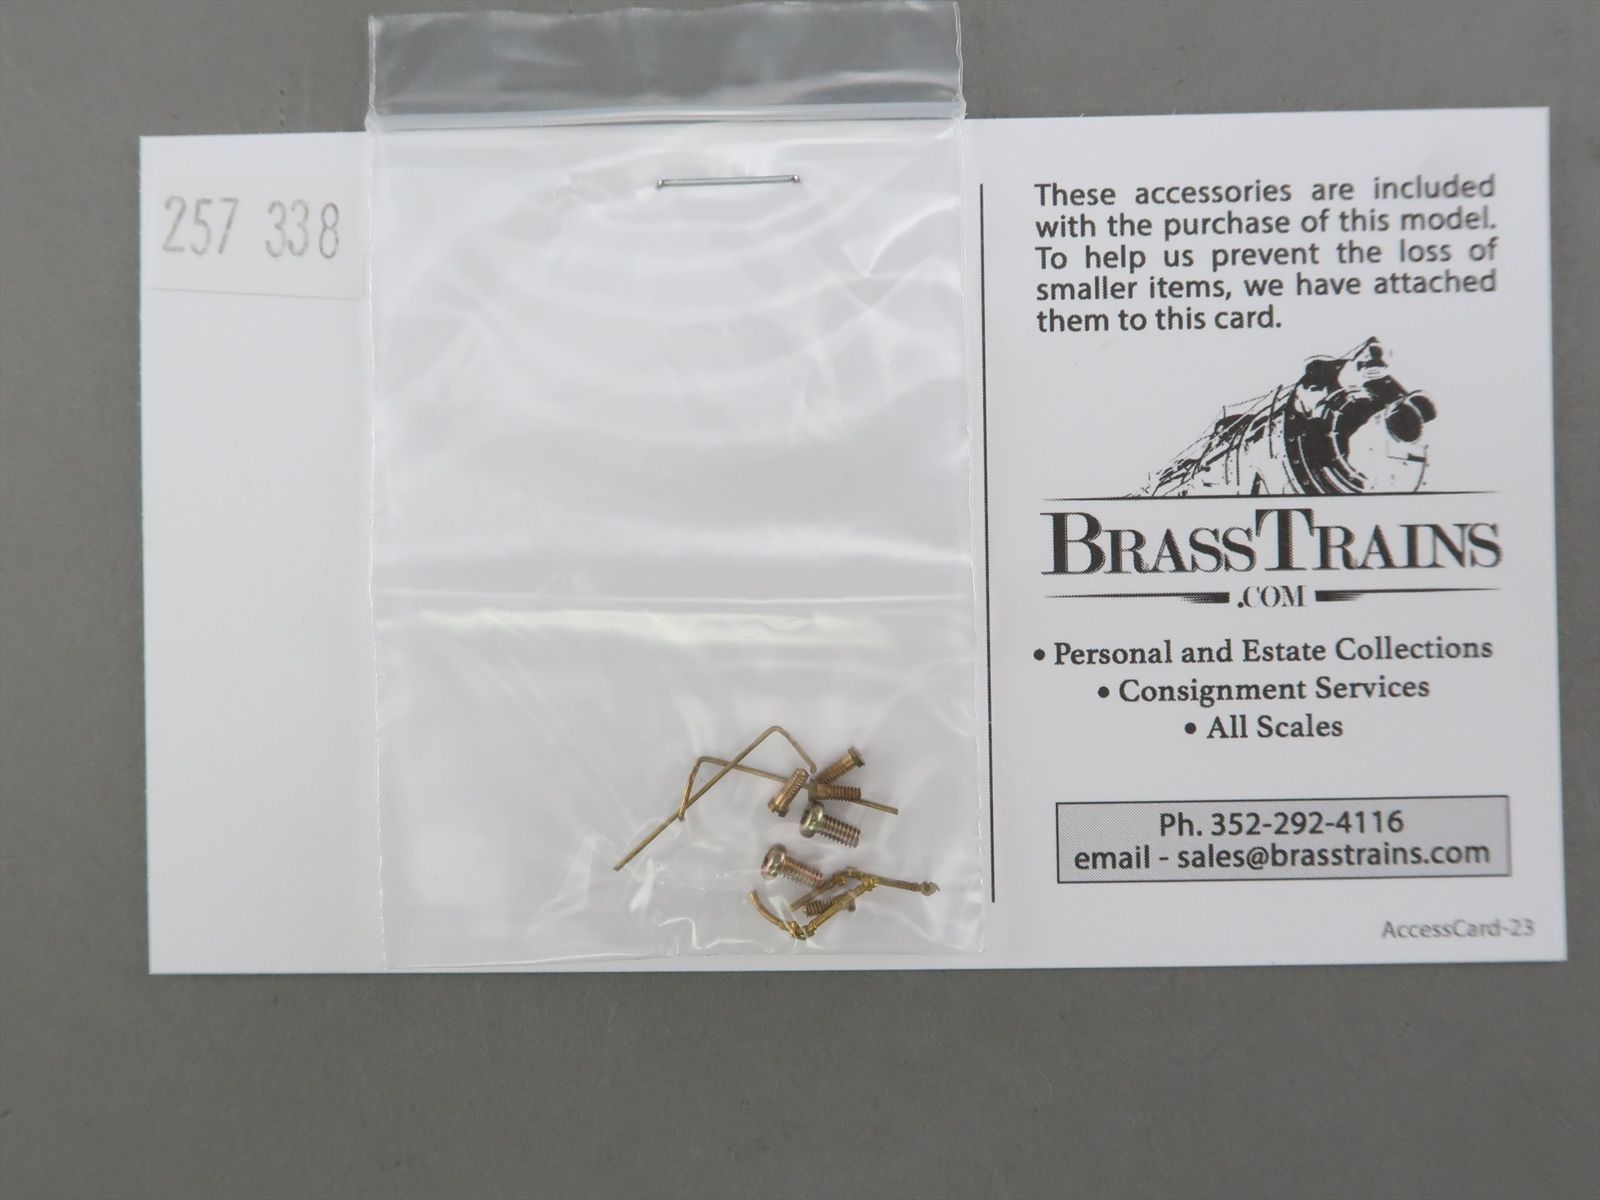 257 338
These accessories are included
with the purchase of this model.
To help us prevent the loss of
smaller items, we have attached
them to this card.
BRASSTRAINS
.COM
• Personal and Estate Collections
• Consignment Services
• All Scales
Ph. 352-292-4116
email - sales@brasstrains.com
AccessCard-23